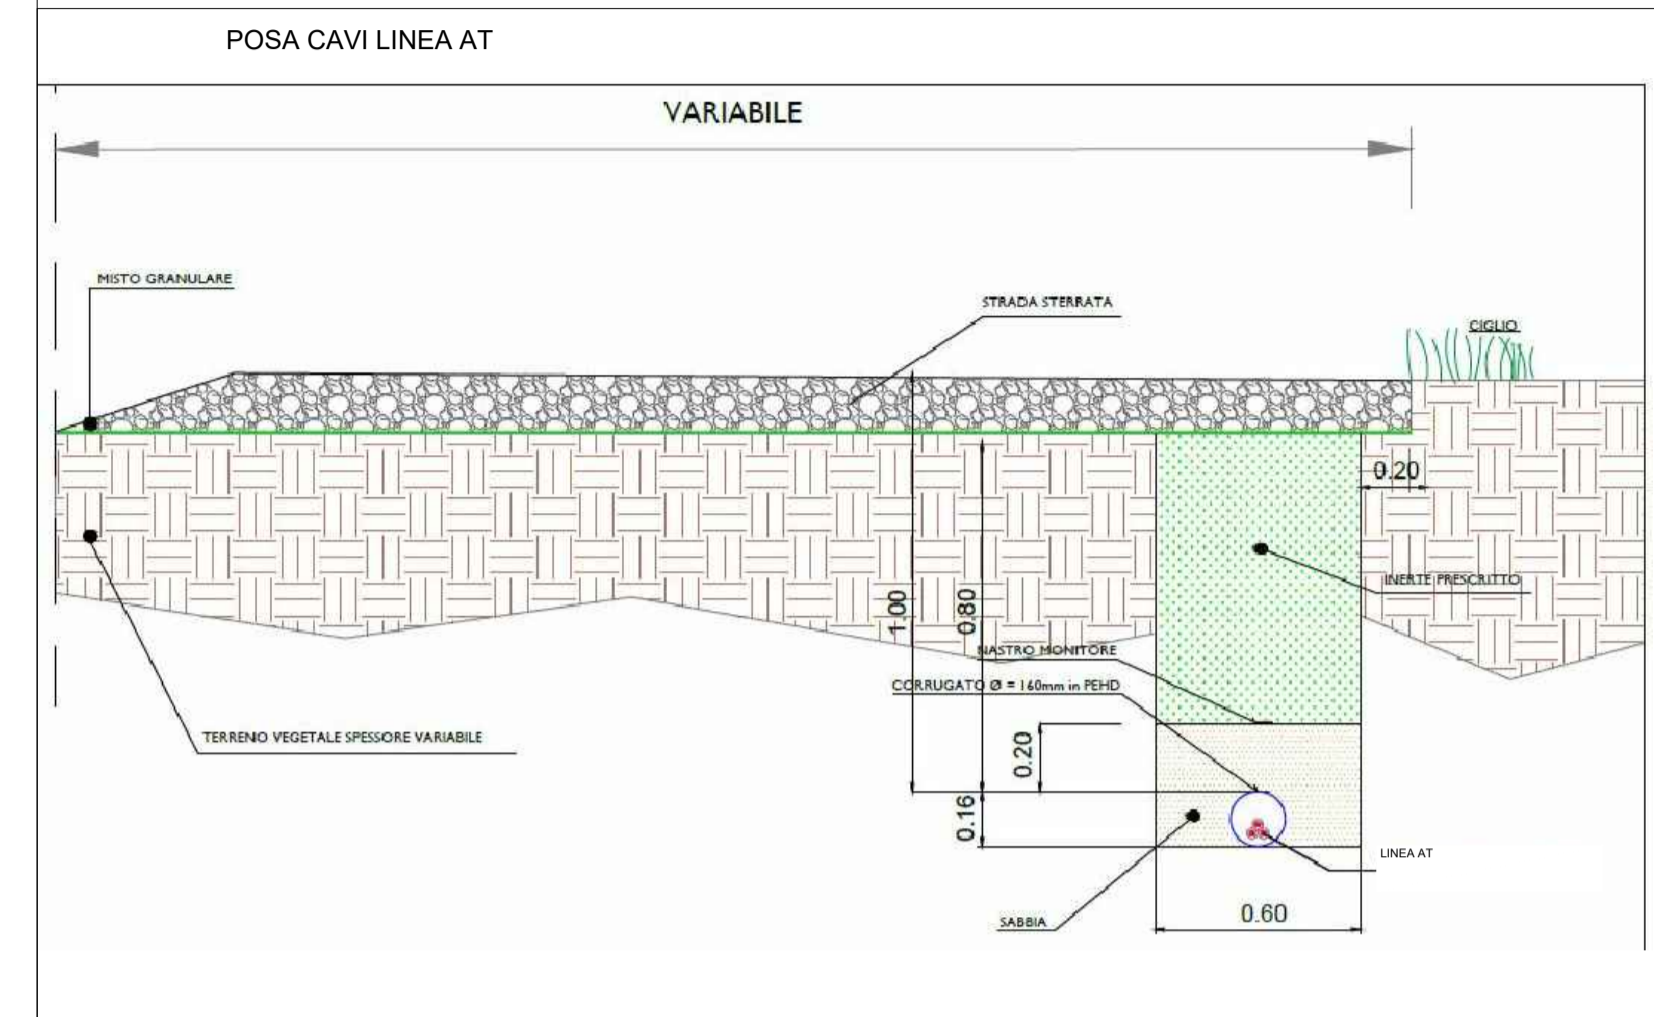 POSA CAVI LINEA AT
VARIABILE
MISTO GRANULARE
STRADA STERRATA
CIGLIO
0.20
INERTE PRESCRITTO
1.00
0.80
NASTRO MONITORE
CORRUGATO Ø = 160mm in PEHD
TERRENO VEGETALE SPESSORE VARIABILE
0.20
0.16
LINEA AT
SABBIA
0.60